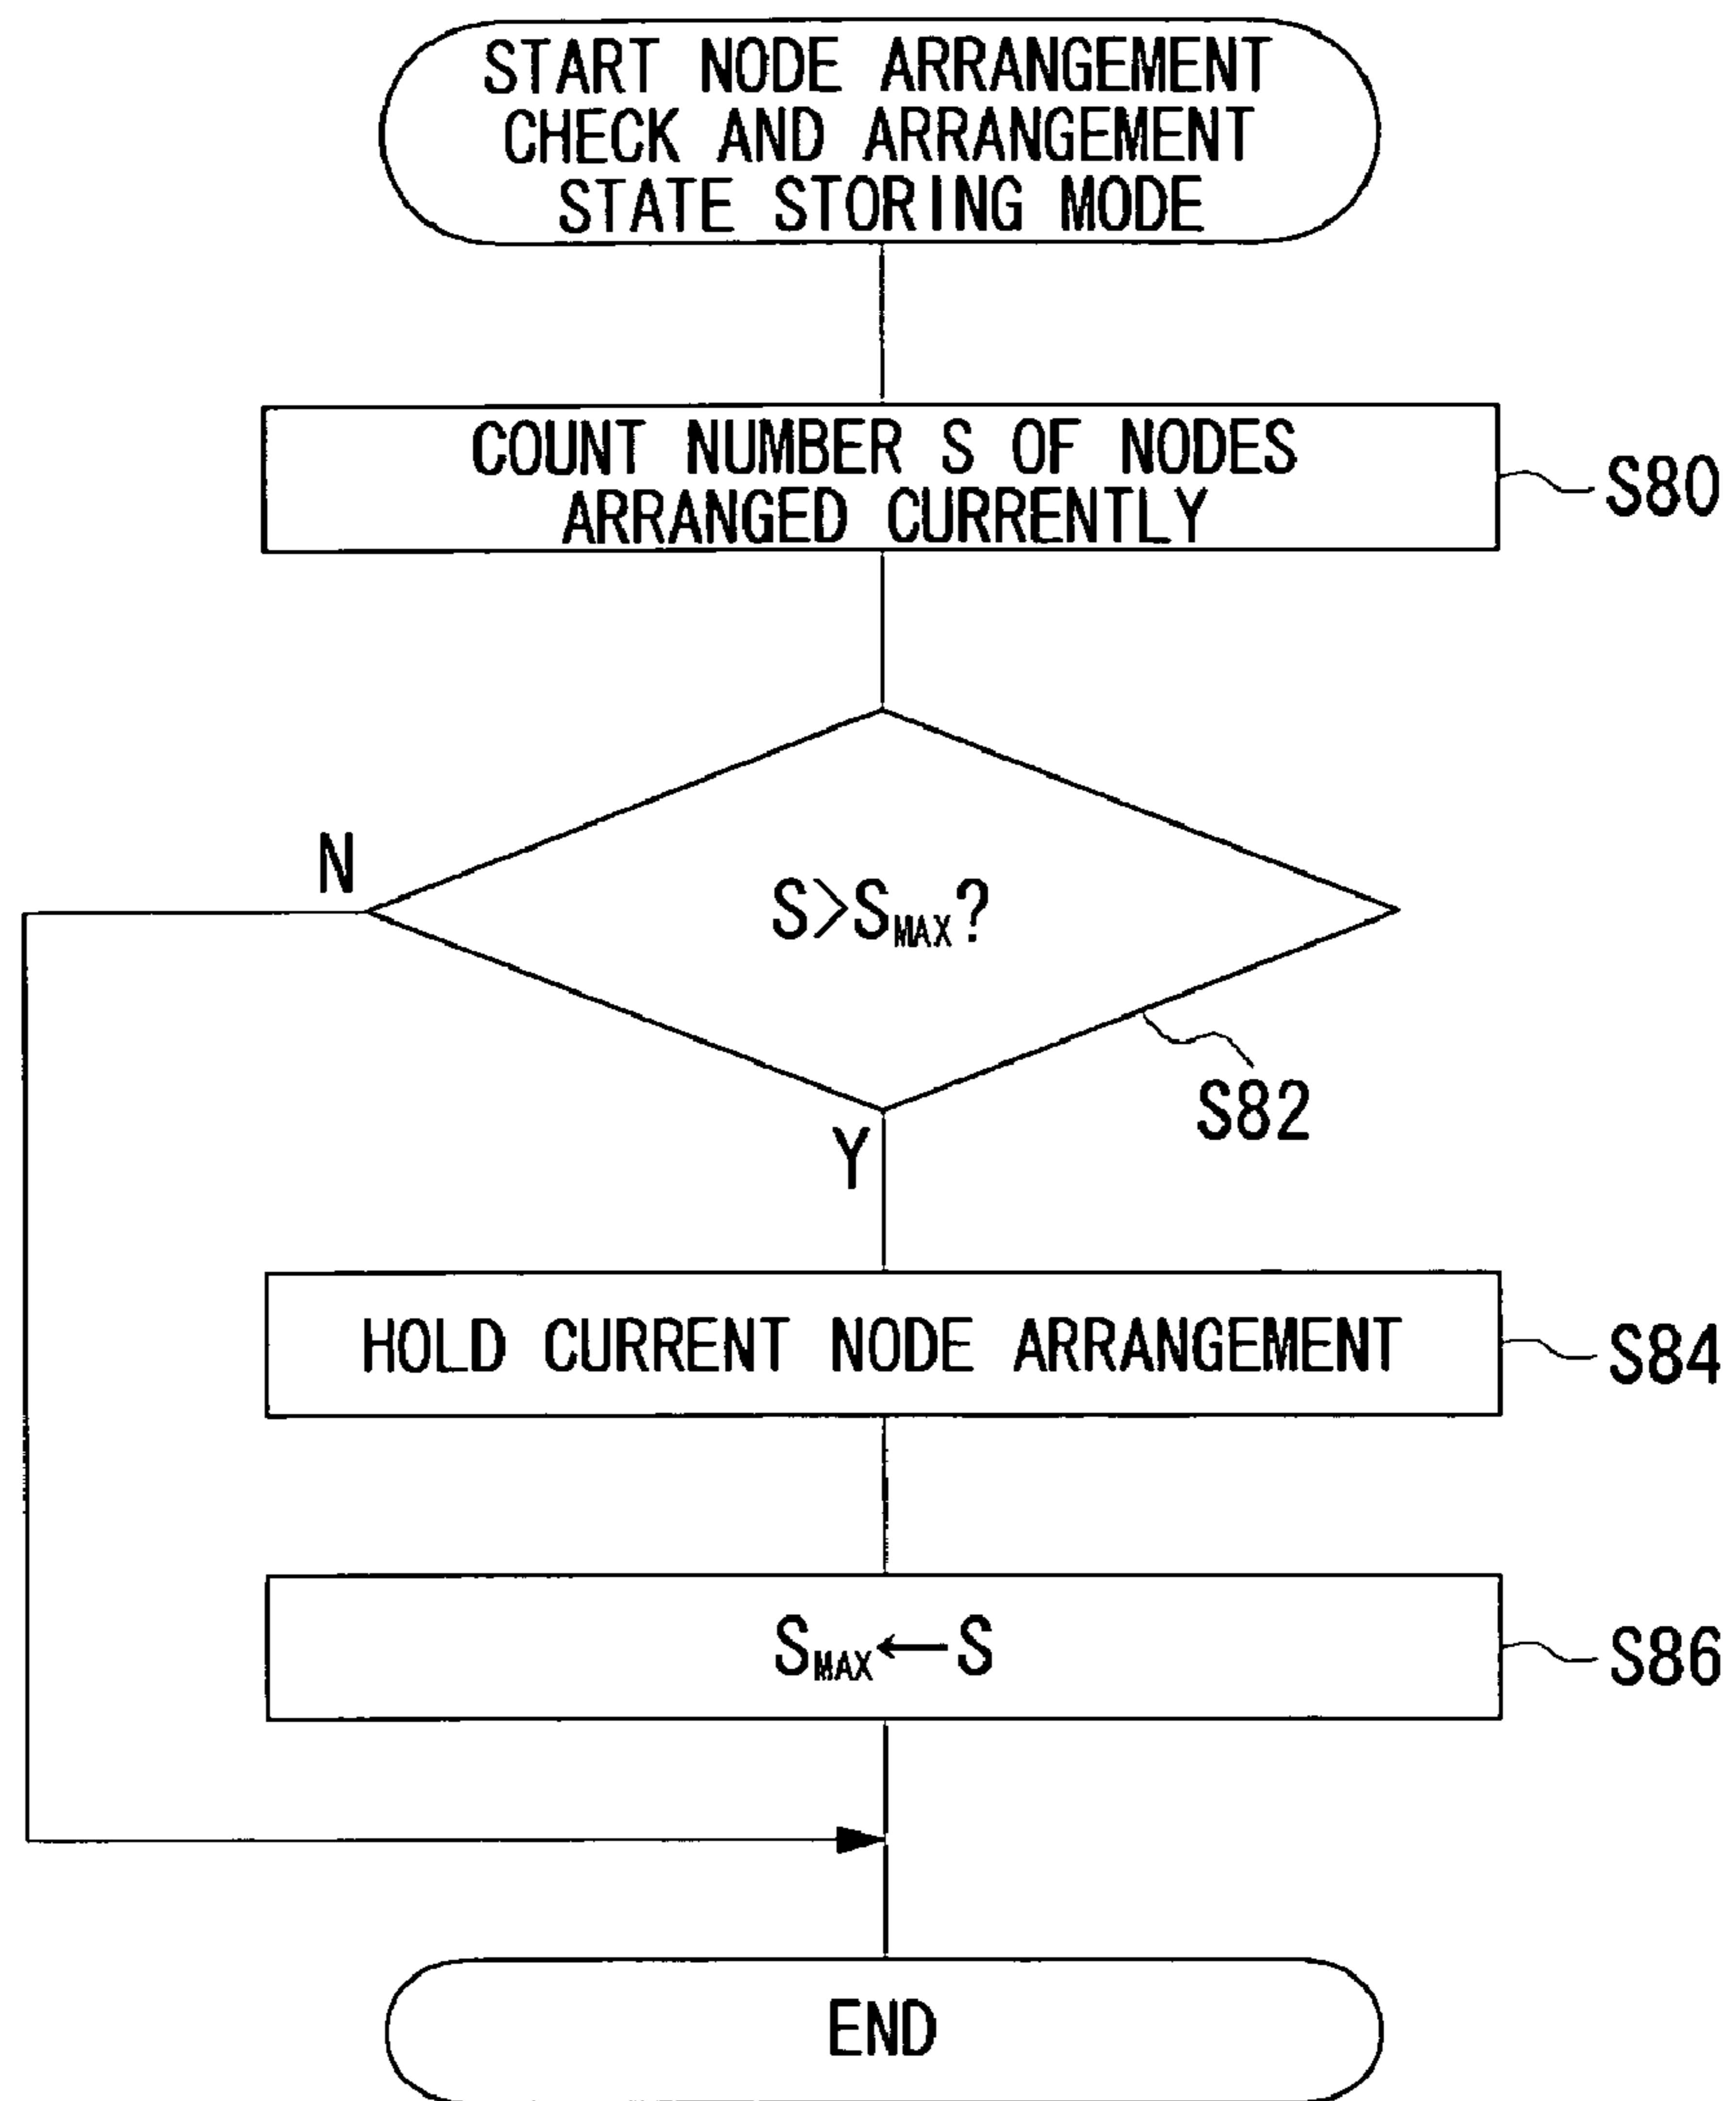 START NODE ARRANGEMENT
CHECK AND ARRANGEMENT
STATE STORING MODE
COUNT NUMBER S OF NODES
ARRANGED CURRENTLY
S80
N
S>SMAX?
S82
Y
HOLD CURRENT NODE ARRANGEMENT
S84
SMAX←S
S86
END